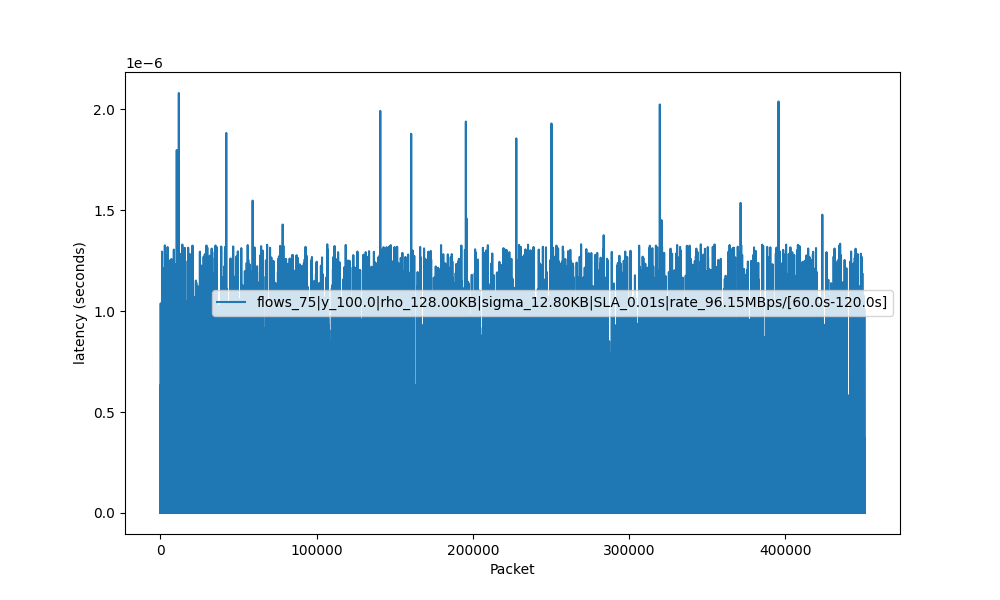 1e−6
2.0
1.5
1.0
0.5
0.0
latency (seconds)
flows_75|y_100.0|rho_128.00KB|sigma_12.80KB|SLA_0.01s|rate_96.15MBps/[60.0s-120.0s]
0 100000 200000 300000 400000
Packet